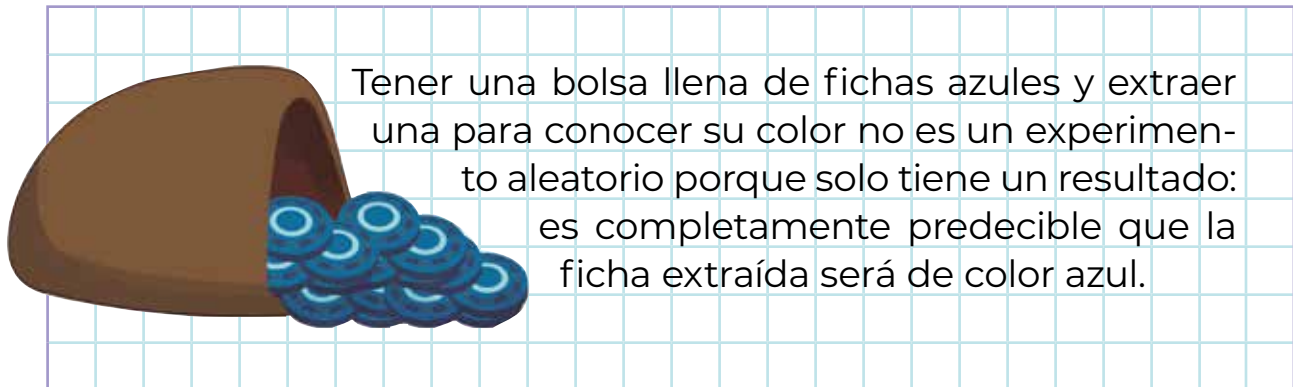 Tener una bolsa llena de fichas azules y extraer
una para conocer su color no es un experimen-
to aleatorio porque solo tiene un resultado:
es completamente predecible que la
ficha extraída será de color azul.